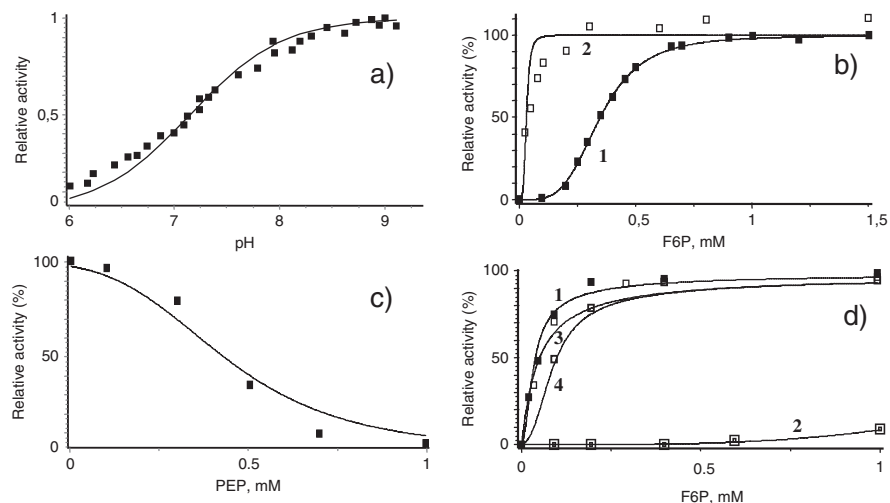 1
0,5
0
6
7
8
9
pH
Relative activity
a)
100
50
0
0
0,5
1
1,5
F6P, mM
Relative activity (%)
b)
2
1
100
50
0
0
0.5
1
PEP, mM
Relative activity (%)
c)
100
50
0
0
0.5
1
F6P, mM
Relative activity (%)
d)
1
3
4
2